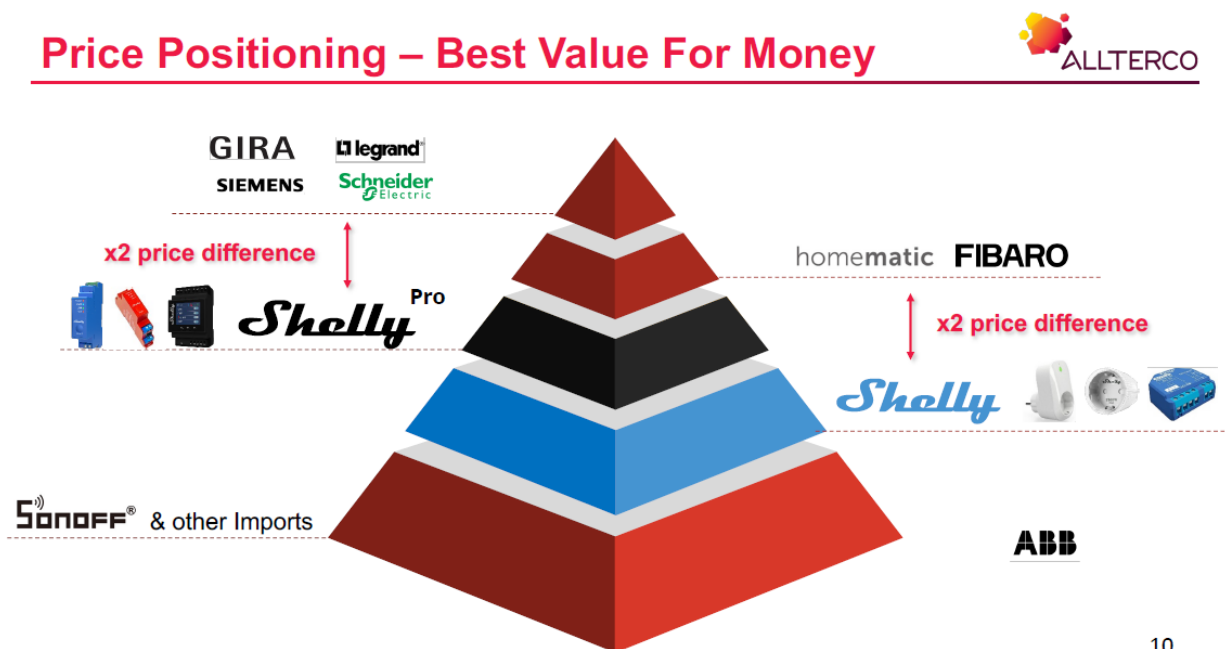 Price Positioning – Best Value For Money
ALLTERCO
GIRA
legrand®
SIEMENS
Schneider
Electric
x2 price difference
Shelly Pro
homematic FIBARO
x2 price difference
Shelly
SONOFF® & other Imports
ABB
10